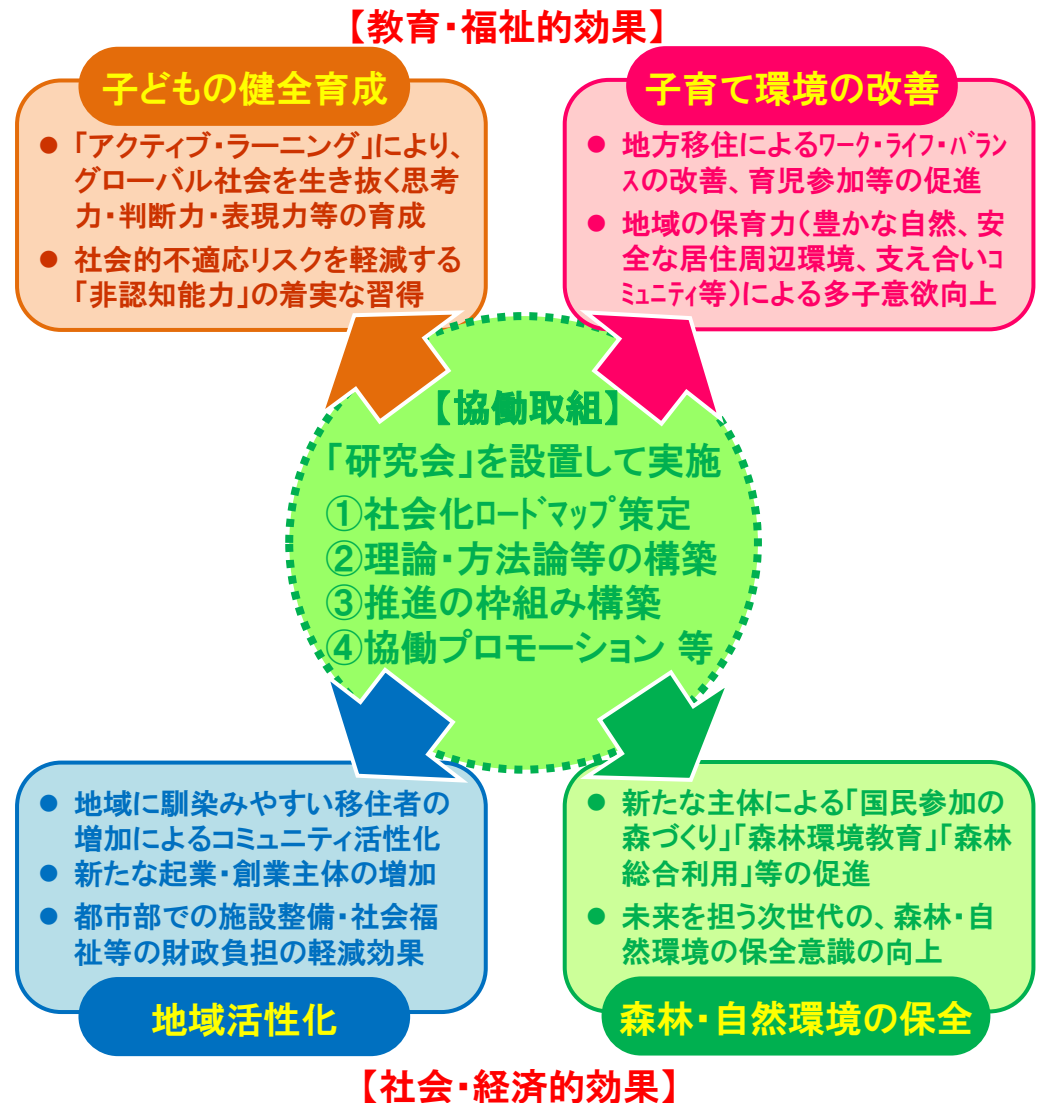 【教育・福祉的効果】
子どもの健全育成
● 「アクティブ・ラーニング」により、
グローバル社会を生き抜く思考
力・判断力・表現力等の育成
● 社会的不適応リスクを軽減する
「非認知能力」の着実な習得
子育て環境の改善
● 地方移住によるﾜｰｸ・ﾗｲﾌ・ﾊﾞﾗﾝ
ｽの改善、育児参加等の促進
● 地域の保育力(豊かな自然、安
全な居住周辺環境、支え合いｺ
ﾐｭﾆﾃｨ等)による多子意欲向上
【協働取組】
「研究会」を設置して実施
①社会化ﾛｰﾄﾞﾏｯﾌﾟ策定
②理論・方法論等の構築
③推進の枠組み構築
④協働プロモーション 等
● 地域に馴染みやすい移住者の
増加によるコミュニティ活性化
● 新たな起業・創業主体の増加
● 都市部での施設整備・社会福
祉等の財政負担の軽減効果
地域活性化
● 新たな主体による「国民参加の
森づくり」「森林環境教育」「森林
総合利用」等の促進
● 未来を担う次世代の、森林・自
然環境の保全意識の向上
森林・自然環境の保全
【社会・経済的効果】